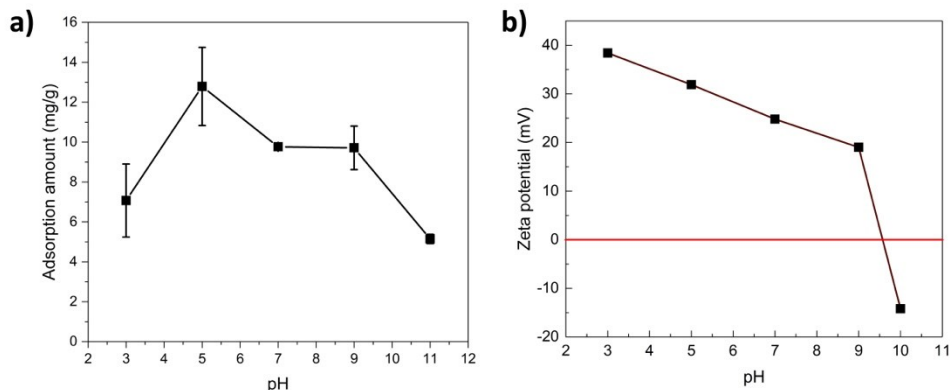 a)
Adsorption amount (mg/g)
16
14
12
10
8
6
4
2
0
2 3 4 5 6 7 8 9 10 11 12
pH
b)
Zeta potential (mV)
40
30
20
10
0
-10
-20
2 3 4 5 6 7 8 9 10 11
pH